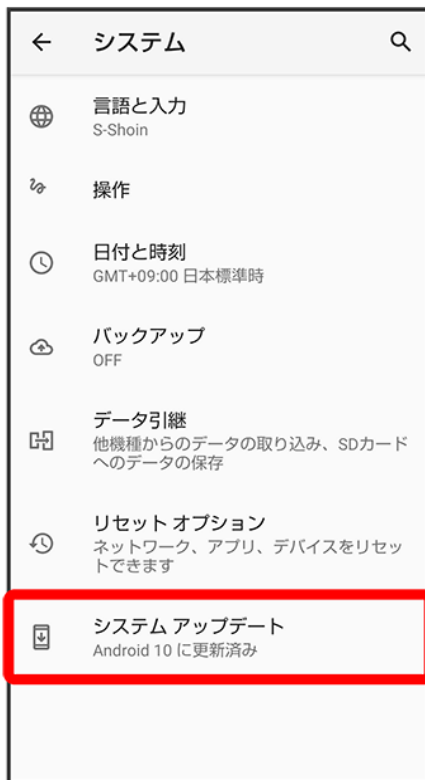 システム
言語と入力
S-Shoin
操作
日付と時刻
GMT+09:00 日本標準時
バックアップ
OFF
データ引継
他機種からのデータの取り込み、SDカード
へのデータの保存
リセット オプション
ネットワーク、アプリ、デバイスをリセッ
トできます
システム アップデート
Android 10 に更新済み